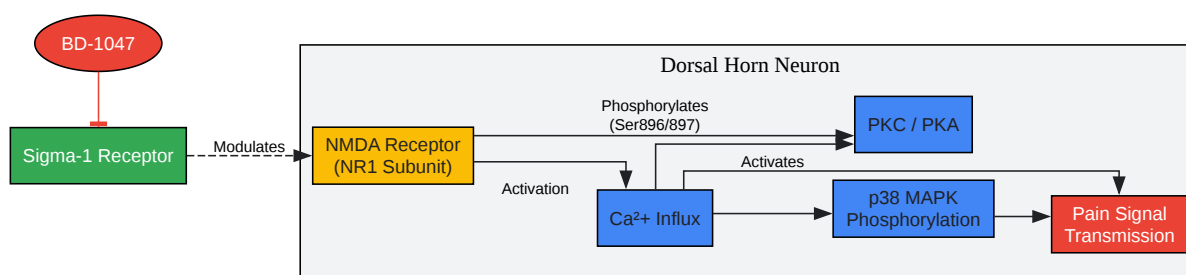 BD-1047
Dorsal Horn Neuron
Phosphorylates
(Ser896/897)
PKC / PKA
Sigma-1 Receptor
Modulates
NMDA Receptor
(NR1 Subunit)
Activation
Activates
Ca²+ Influx
p38 MAPK
Phosphorylation
Pain Signal
Transmission